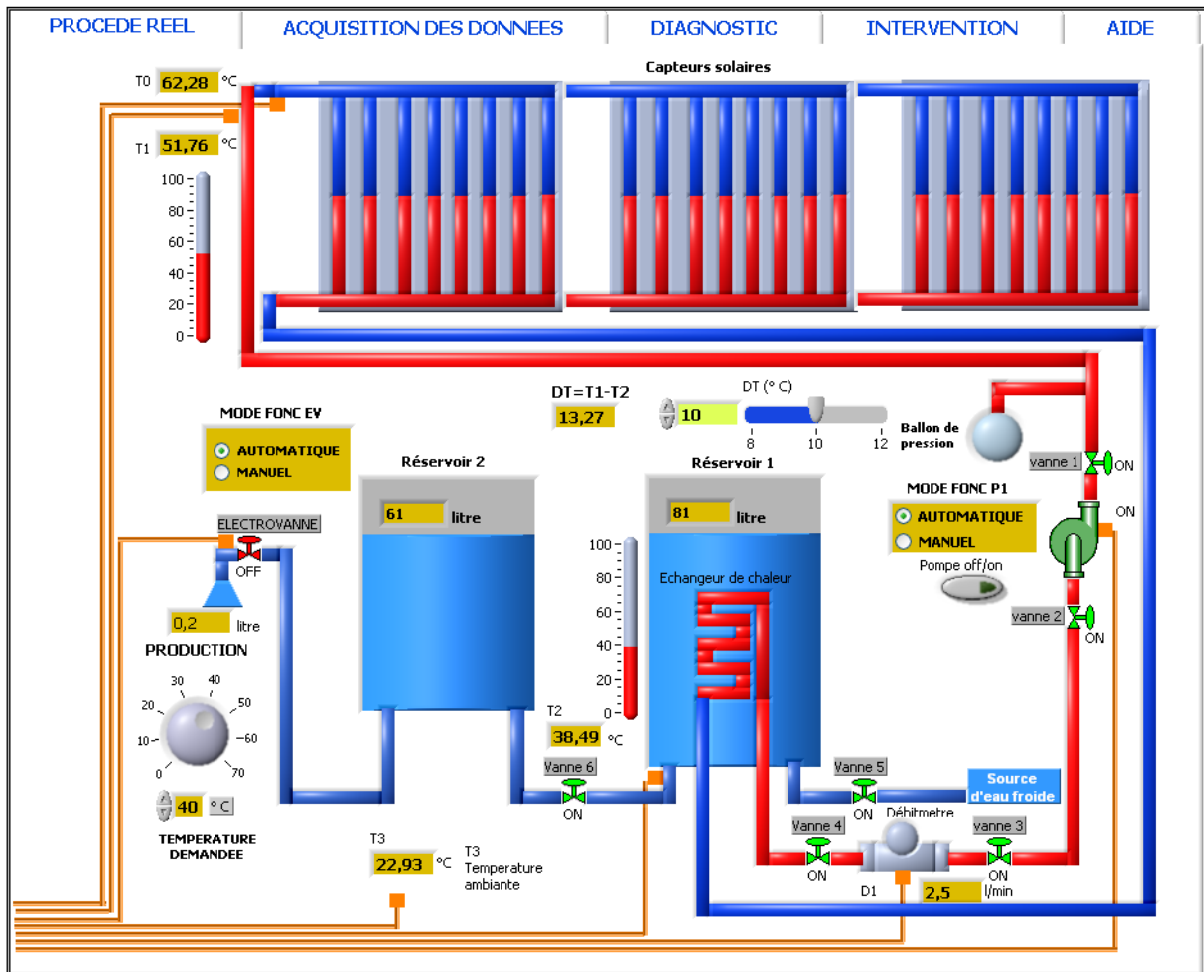 PROCEDE REEL
ACQUISITION DES DONNEES
DIAGNOSTIC
INTERVENTION
AIDE
Capteurs solaires
T0 62,28 °C
T1 51,76 °C
100
80
60
40
20
0
DT=T1-T2
13,27
DT (° C)
10
8 10 12
Ballon de
pression
vanne 1
ON
MODE FONC EV
AUTOMATIQUE
MANUEL
Réservoir 2
61 litre
Réservoir 1
81 litre
Echangeur de chaleur
MODE FONC P1
AUTOMATIQUE
MANUEL
ON
Pompe off/on
vanne 2
ON
ELECTROVANNE
OFF
0,2 litre
PRODUCTION
0
10
20
30
40
50
60
70
40 ° C
TEMPERATURE
DEMANDEE
100
80
60
40
20
0
T2
38,49 °C
Vanne 6
ON
Vanne 5
ON
Source
d'eau froide
Débitmetre
Vanne 4
ON
vanne 3
ON
D1 2,5 l/min
T3
22,93 °C
T3
Temperature
ambiante